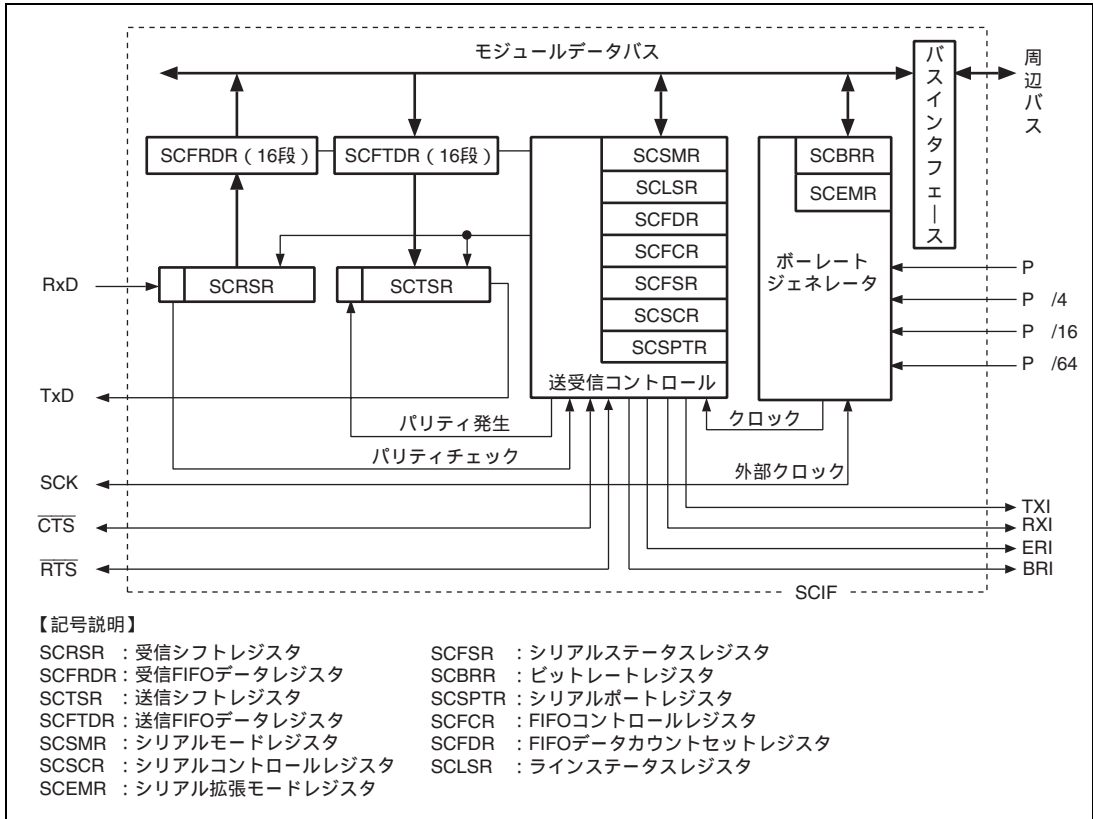 モジュールデータバス
バスインタフェース
周辺バス
SCFRDR（16段）
SCFTDR（16段）
SCSMR
SCLSR
SCFDR
SCFCR
SCFSR
SCSCR
SCSPTR
送受信コントロール
SCBRR
SCEMR
ボーレート
ジェネレータ
RxD
SCRSR
SCTSR
P
P /4
P /16
P /64
TxD
パリティ発生
パリティチェック
クロック
外部クロック
SCK
CTS
RTS
TXI
RXI
ERI
BRI
SCIF
【記号説明】
SCRSR ：受信シフトレジスタ
SCFRDR：受信FIFOデータレジスタ
SCTSR ：送信シフトレジスタ
SCFTDR：送信FIFOデータレジスタ
SCSMR ：シリアルモードレジスタ
SCSCR ：シリアルコントロールレジスタ
SCEMR ：シリアル拡張モードレジスタ
SCFSR ：シリアルステータスレジスタ
SCBRR ：ビットレートレジスタ
SCSPTR：シリアルポートレジスタ
SCFCR ：FIFOコントロールレジスタ
SCFDR ：FIFOデータカウントセットレジスタ
SCLSR ：ラインステータスレジスタ